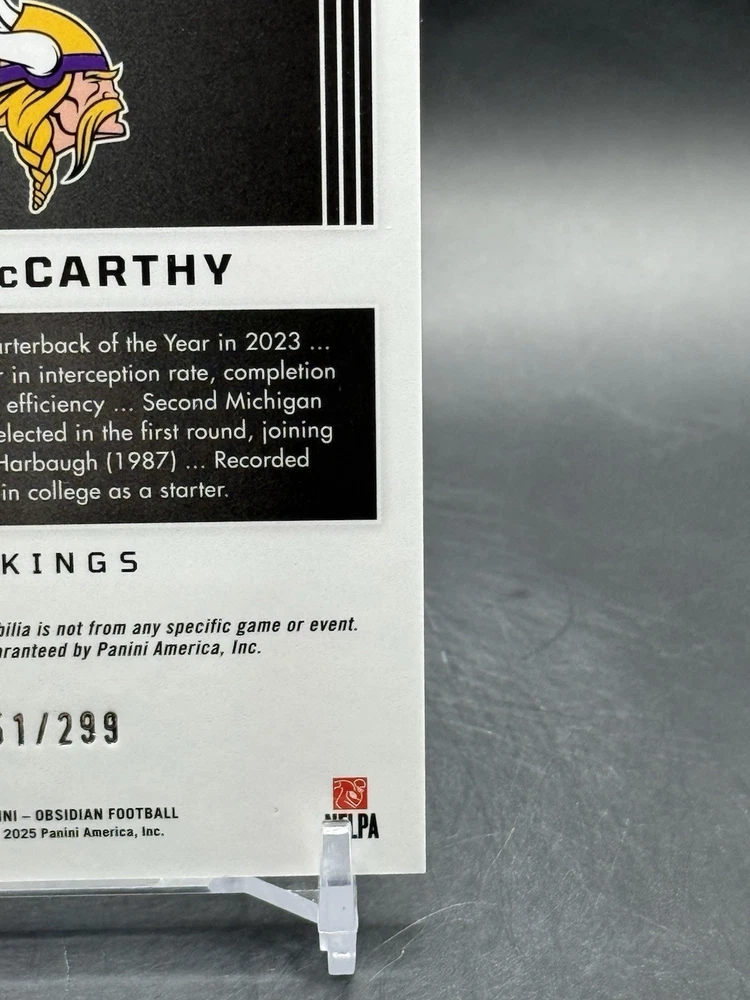 cCARTHY
arterback of the Year in 2023 ...
r in interception rate, completion
efficiency ... Second Michigan
elected in the first round, joining
Harbaugh (1987) ... Recorded
in college as a starter.
KINGS
bilia is not from any specific game or event.
aranteed by Panini America, Inc.
51/299
INI – OBSIDIAN FOOTBALL
2025 Panini America, Inc.
NFLPA